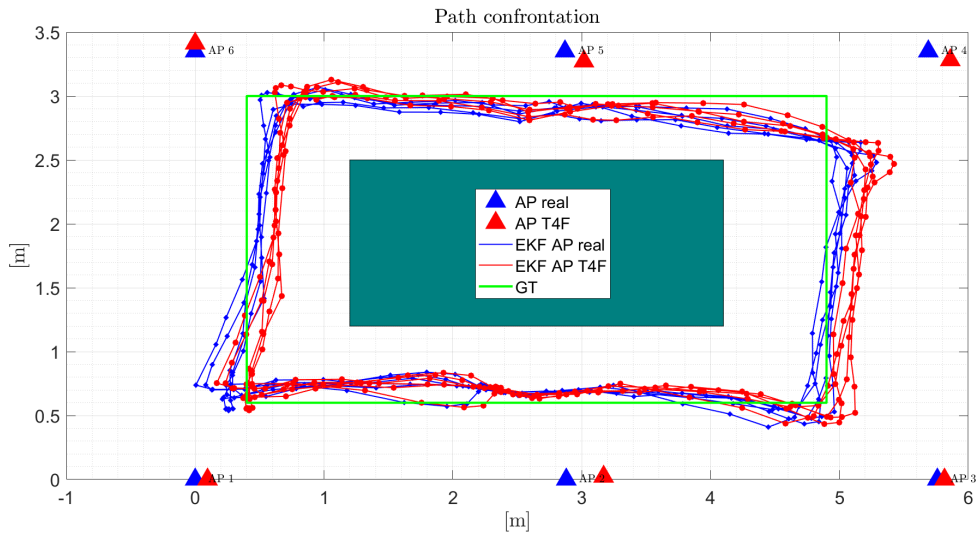 Path confrontation
3.5
AP 6
AP 5
AP 4
3
2.5
AP real
AP T4F
2
EKF AP real
EKF AP T4F
GT
[m]
1.5
1
0.5
0
AP 1
AP 2
AP 3
-1
0
1
2
3
4
5
6
[m]